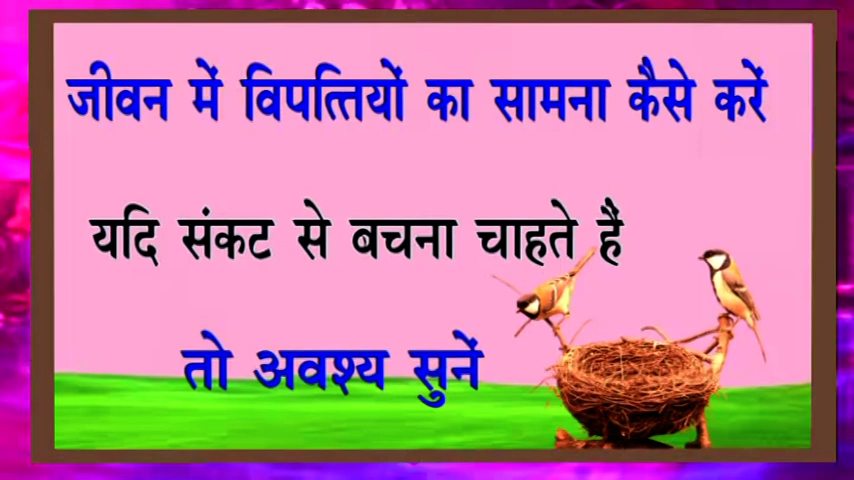 जीवन में विपत्तियों का सामना कैसे करें
यदि संकट से बचना चाहते हैं
तो अवश्य सुनें